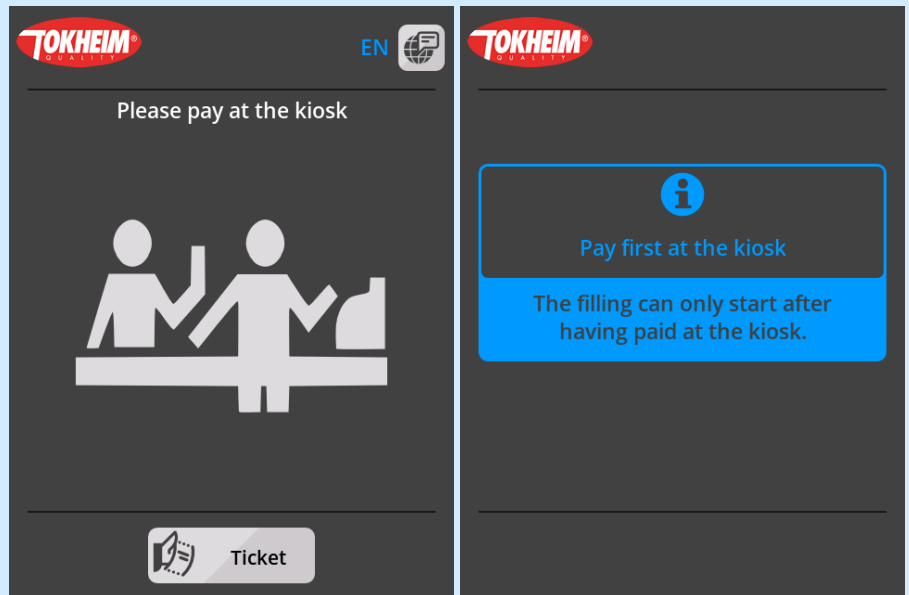 TOKHEIM®
QUALITY
EN
Please pay at the kiosk
Ticket
TOKHEIM®
QUALITY
Pay first at the kiosk
The filling can only start after
having paid at the kiosk.